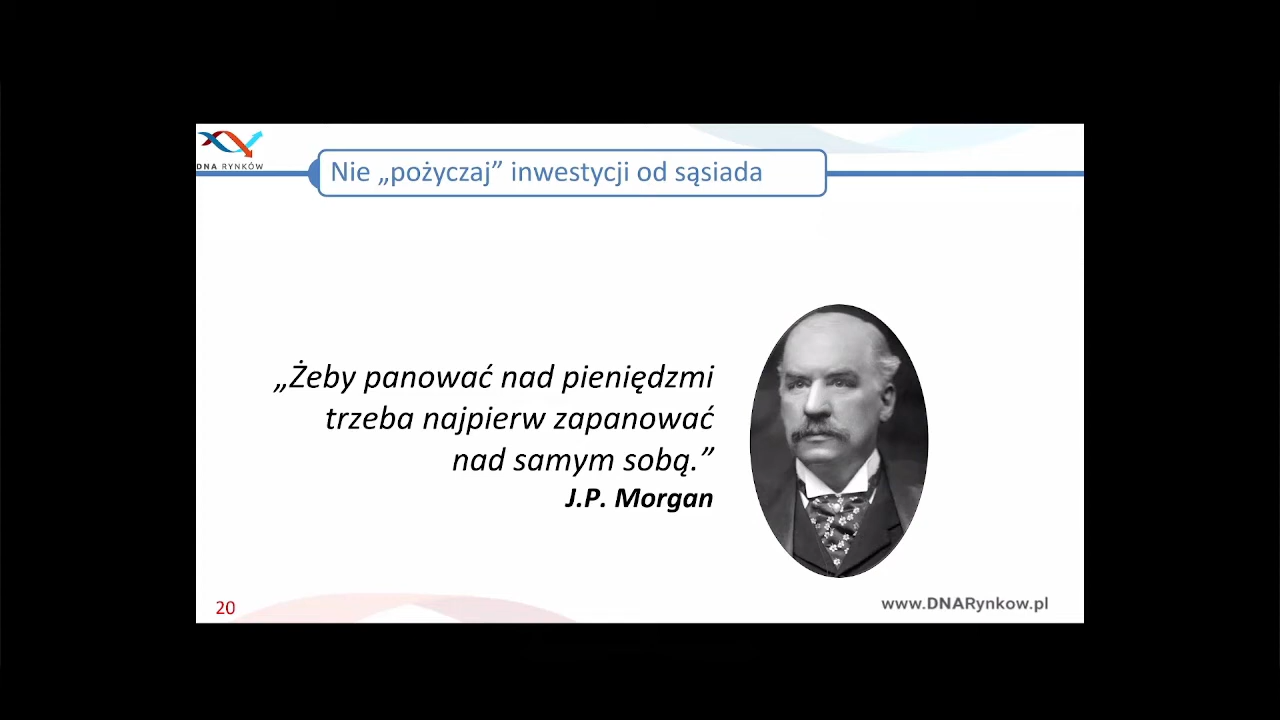 DNA RYNKÓW
Nie „pożyczaj” inwestycji od sąsiada
„Żeby panować nad pieniędzmi
trzeba najpierw zapanować
nad samym sobą.”
J.P. Morgan
20
www.DNARynkow.pl